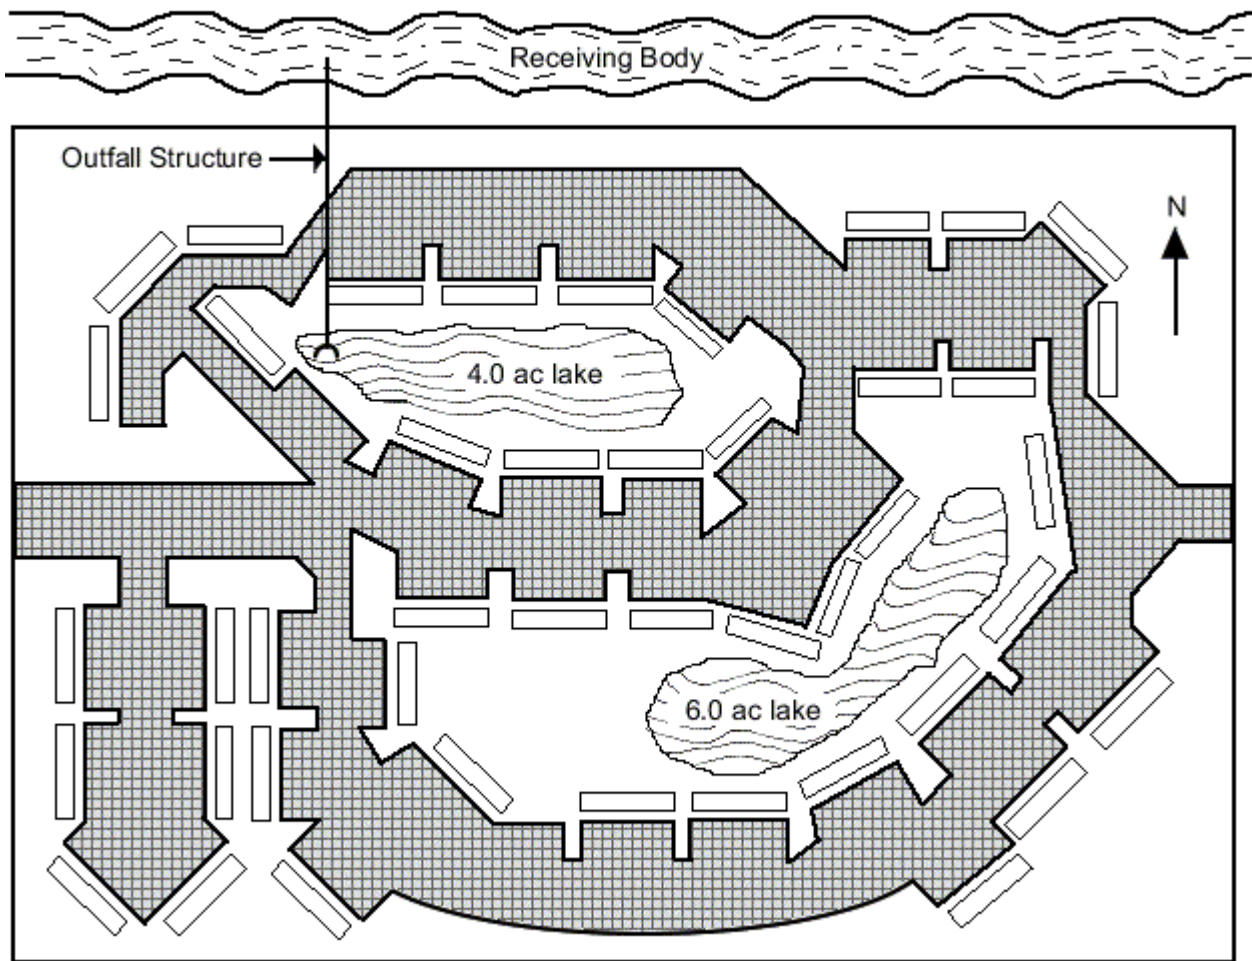 Receiving Body
Outfall Structure
N
4.0 ac lake
6.0 ac lake